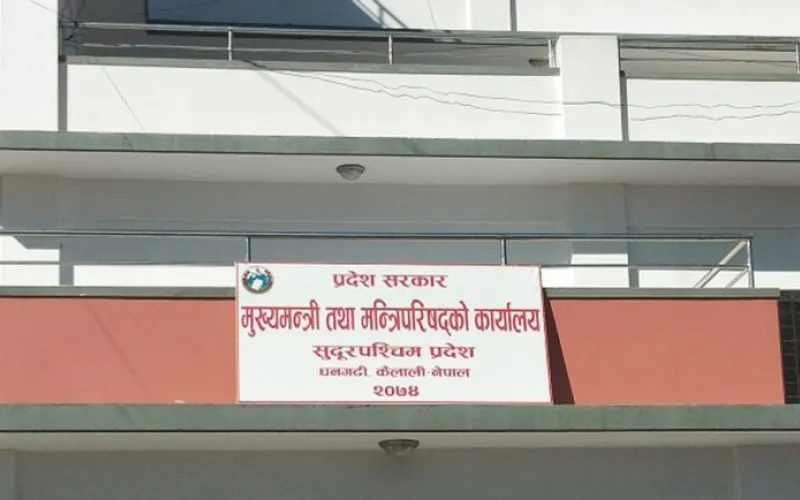 प्रदेश सरकार
मुख्यमन्त्री तथा मन्त्रिपरिषद्को कार्यालय
सुदूरपश्चिम प्रदेश
धनगढी, कैलाली-नेपाल
२०७४